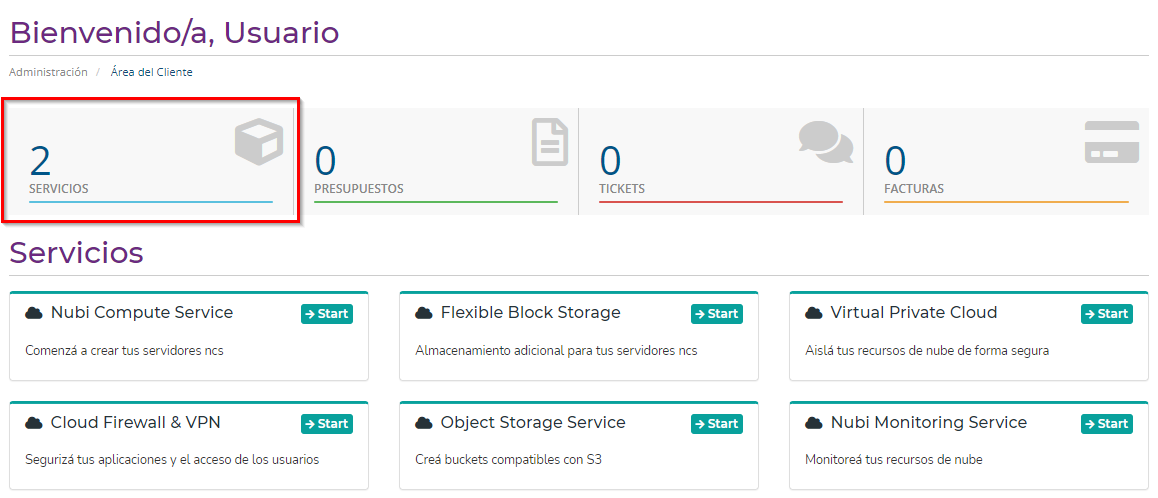 Bienvenido/a, Usuario
Administración / Área del Cliente
2
SERVICIOS
0
PRESUPUESTOS
0
TICKETS
0
FACTURAS
Servicios
Nubi Compute Service
Start
Comenzá a crear tus servidores ncs
Flexible Block Storage
Start
Almacenamiento adicional para tus servidores ncs
Virtual Private Cloud
Start
Aislá tus recursos de nube de forma segura
Cloud Firewall & VPN
Start
Segurizá tus aplicaciones y el acceso de los usuarios
Object Storage Service
Start
Creá buckets compatibles con S3
Nubi Monitoring Service
Start
Monitoreá tus recursos de nube